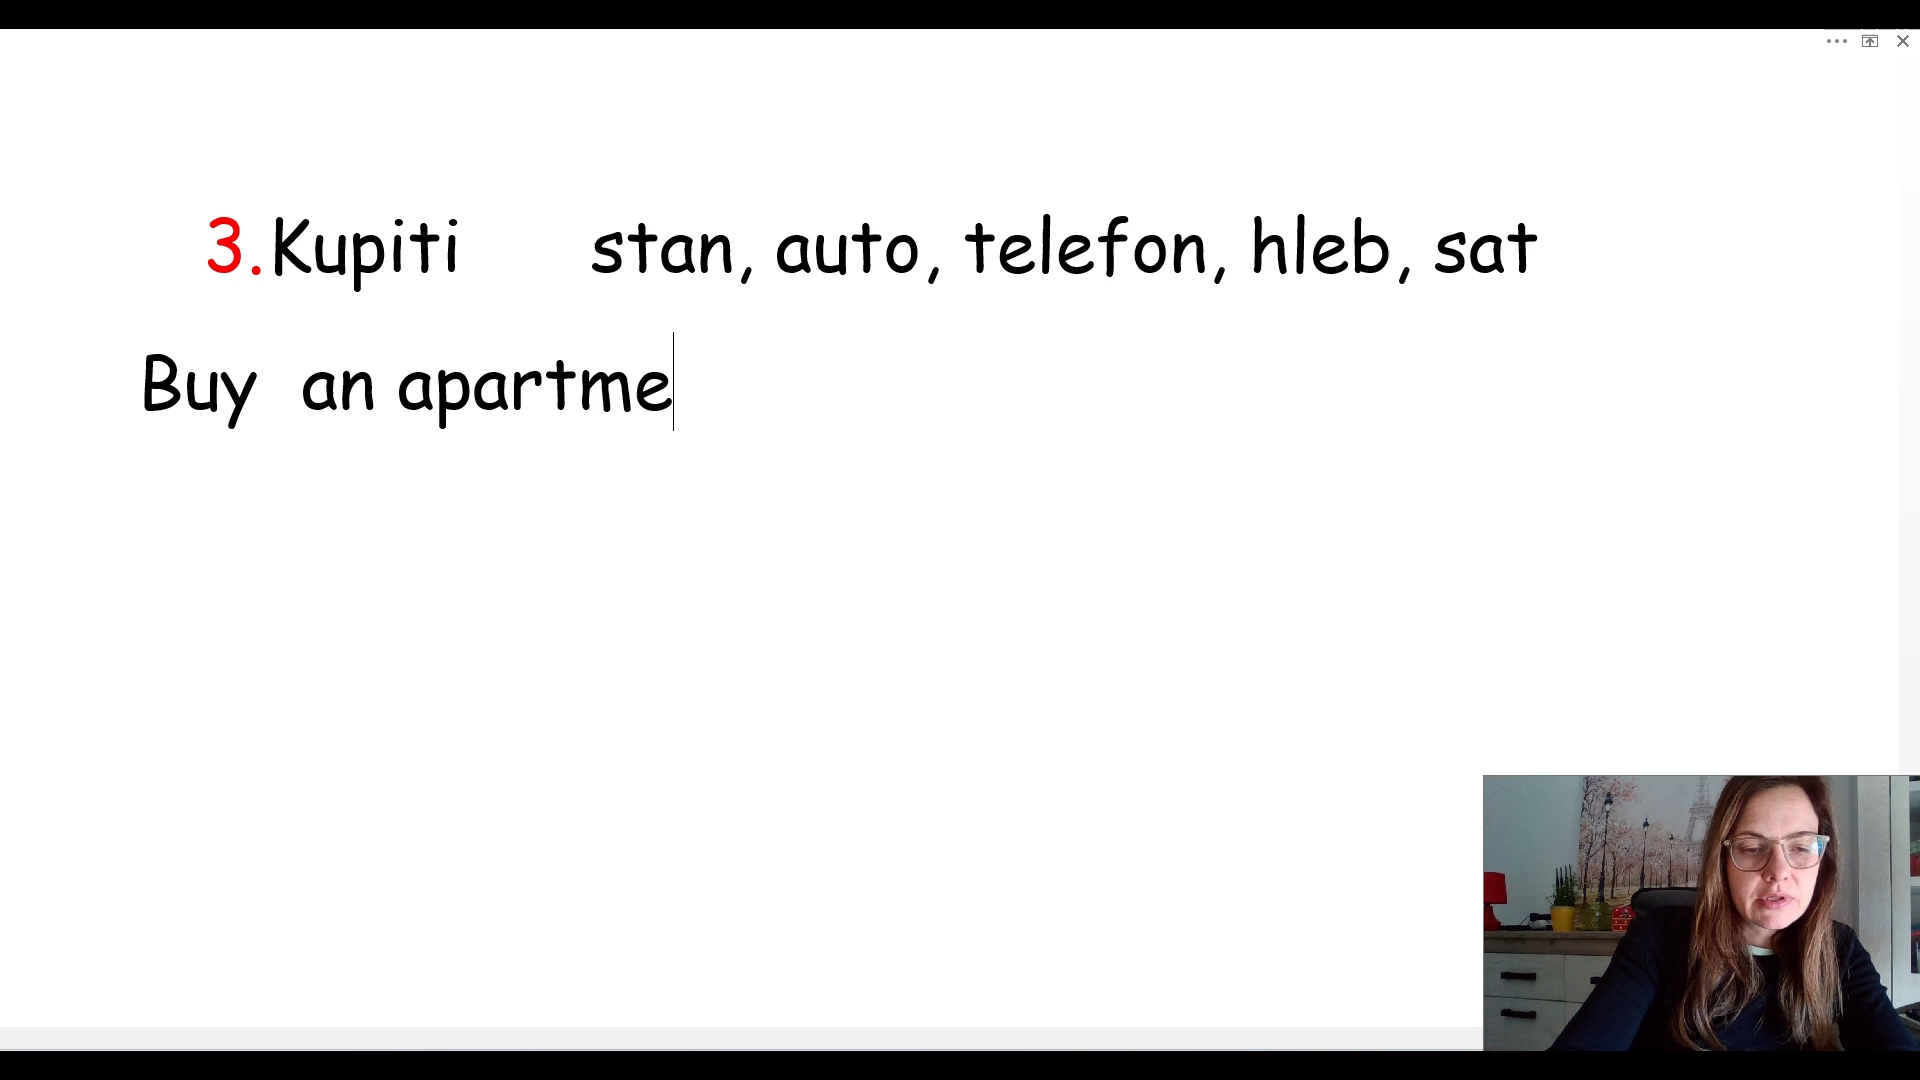 3.Kupiti stan, auto, telefon, hleb, sat
Buy an apartme